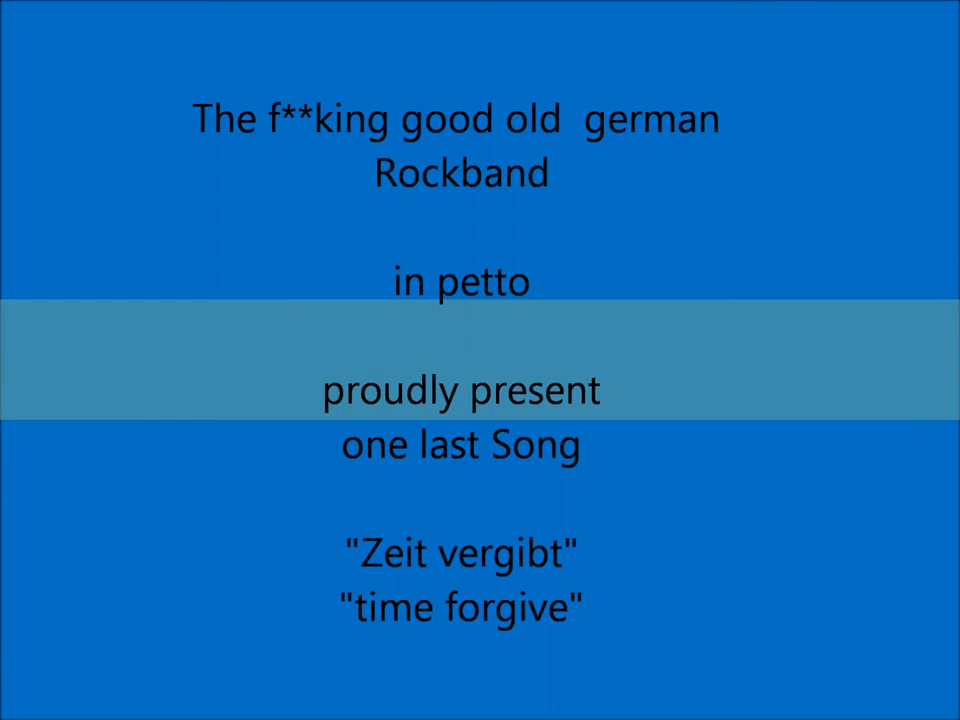 The f**king good old german
Rockband
in petto
proudly present
one last Song
"Zeit vergibt"
"time forgive"